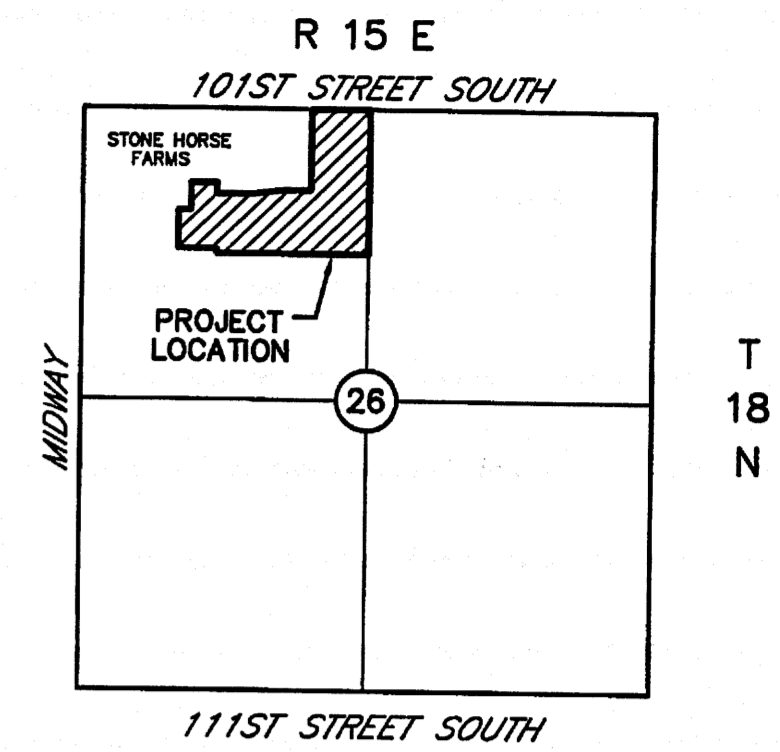 R 15 E
101ST STREET SOUTH
STONE HORSE
FARMS
PROJECT
LOCATION
MIDWAY
26
T
18
N
111ST STREET SOUTH